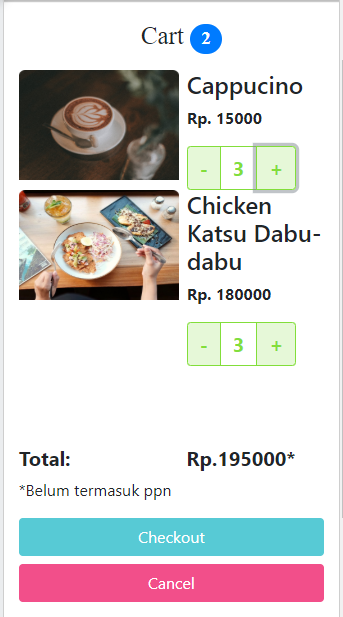 Cart 2
Cappucino
Rp. 15000
- 3 +
Chicken
Katsu Dabu-
dabu
Rp. 180000
- 3 +
Total: Rp.195000*
*Belum termasuk ppn
Checkout
Cancel